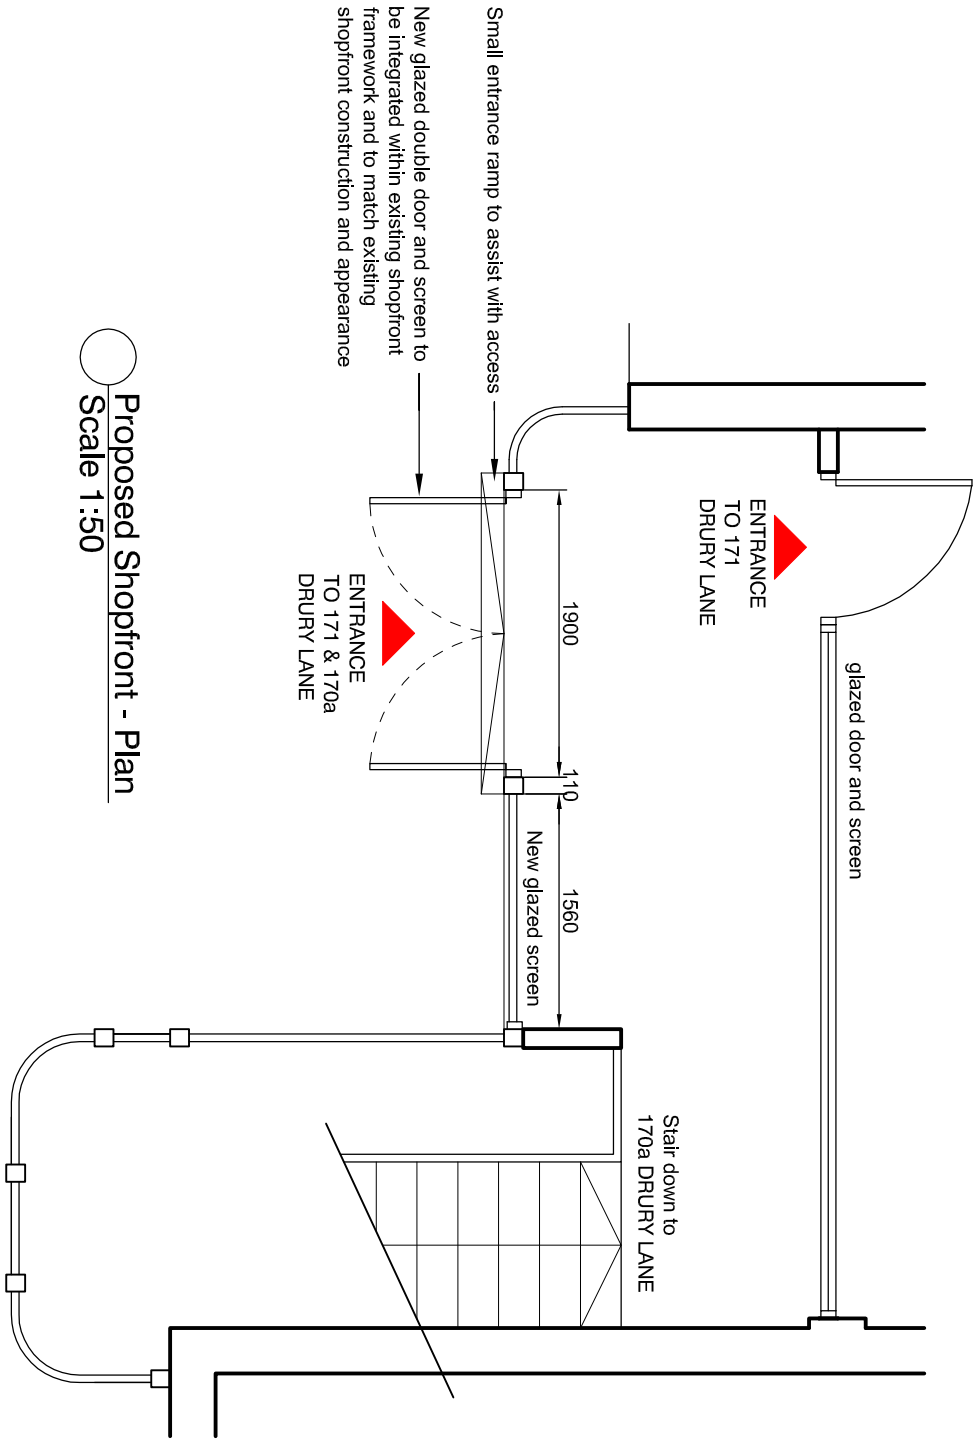 glazed door and screen
ENTRANCE
TO 171
DRURY LANE
Stair down to
170a DRURY LANE
1900
110
1560
New glazed screen
Small entrance ramp to assist with access
New glazed double door and screen to
be integrated within existing shopfront
framework and to match existing
shopfront construction and appearance
ENTRANCE
TO 171 & 170a
DRURY LANE
Proposed Shopfront - Plan
Scale 1:50